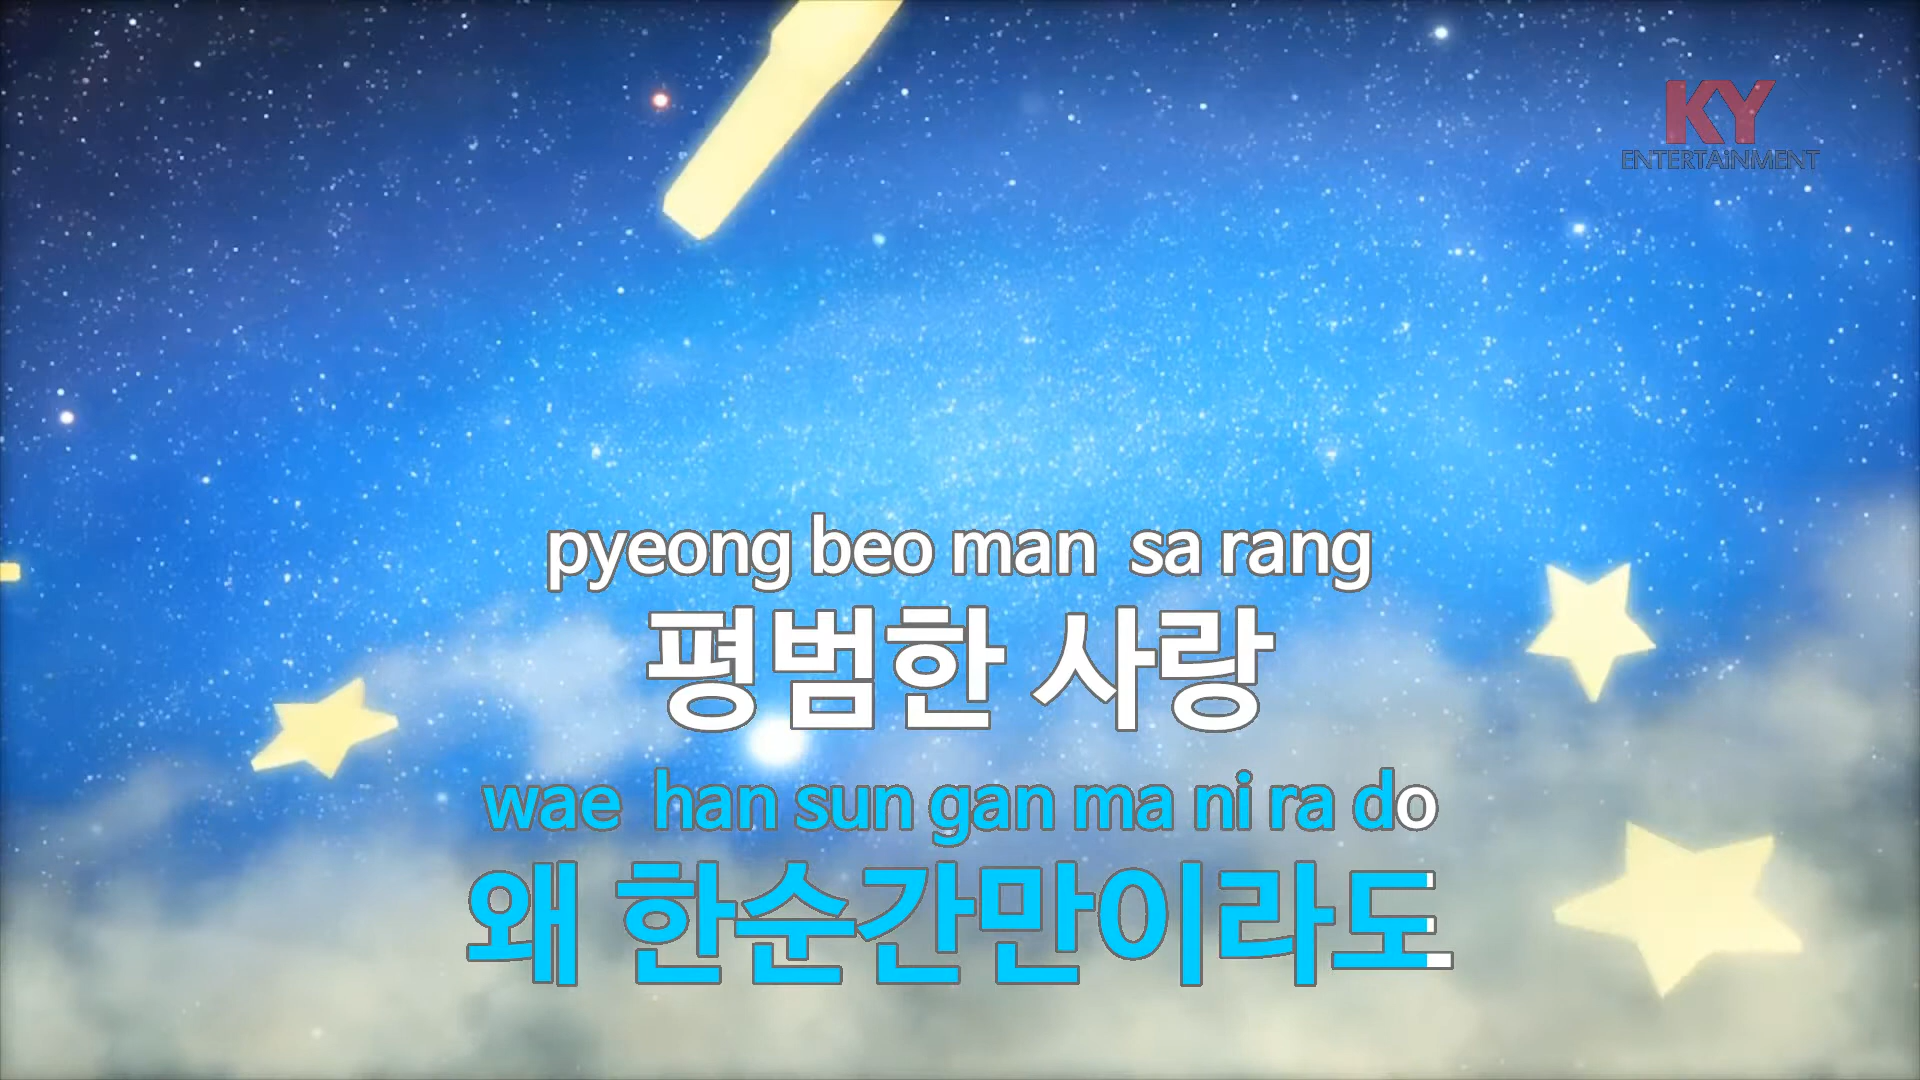 KY
ENTERTAiNMENT
pyeong beo man  sa rang
평범한 사랑
wae  han sun gan ma ni ra do
왜 한순간만이라도